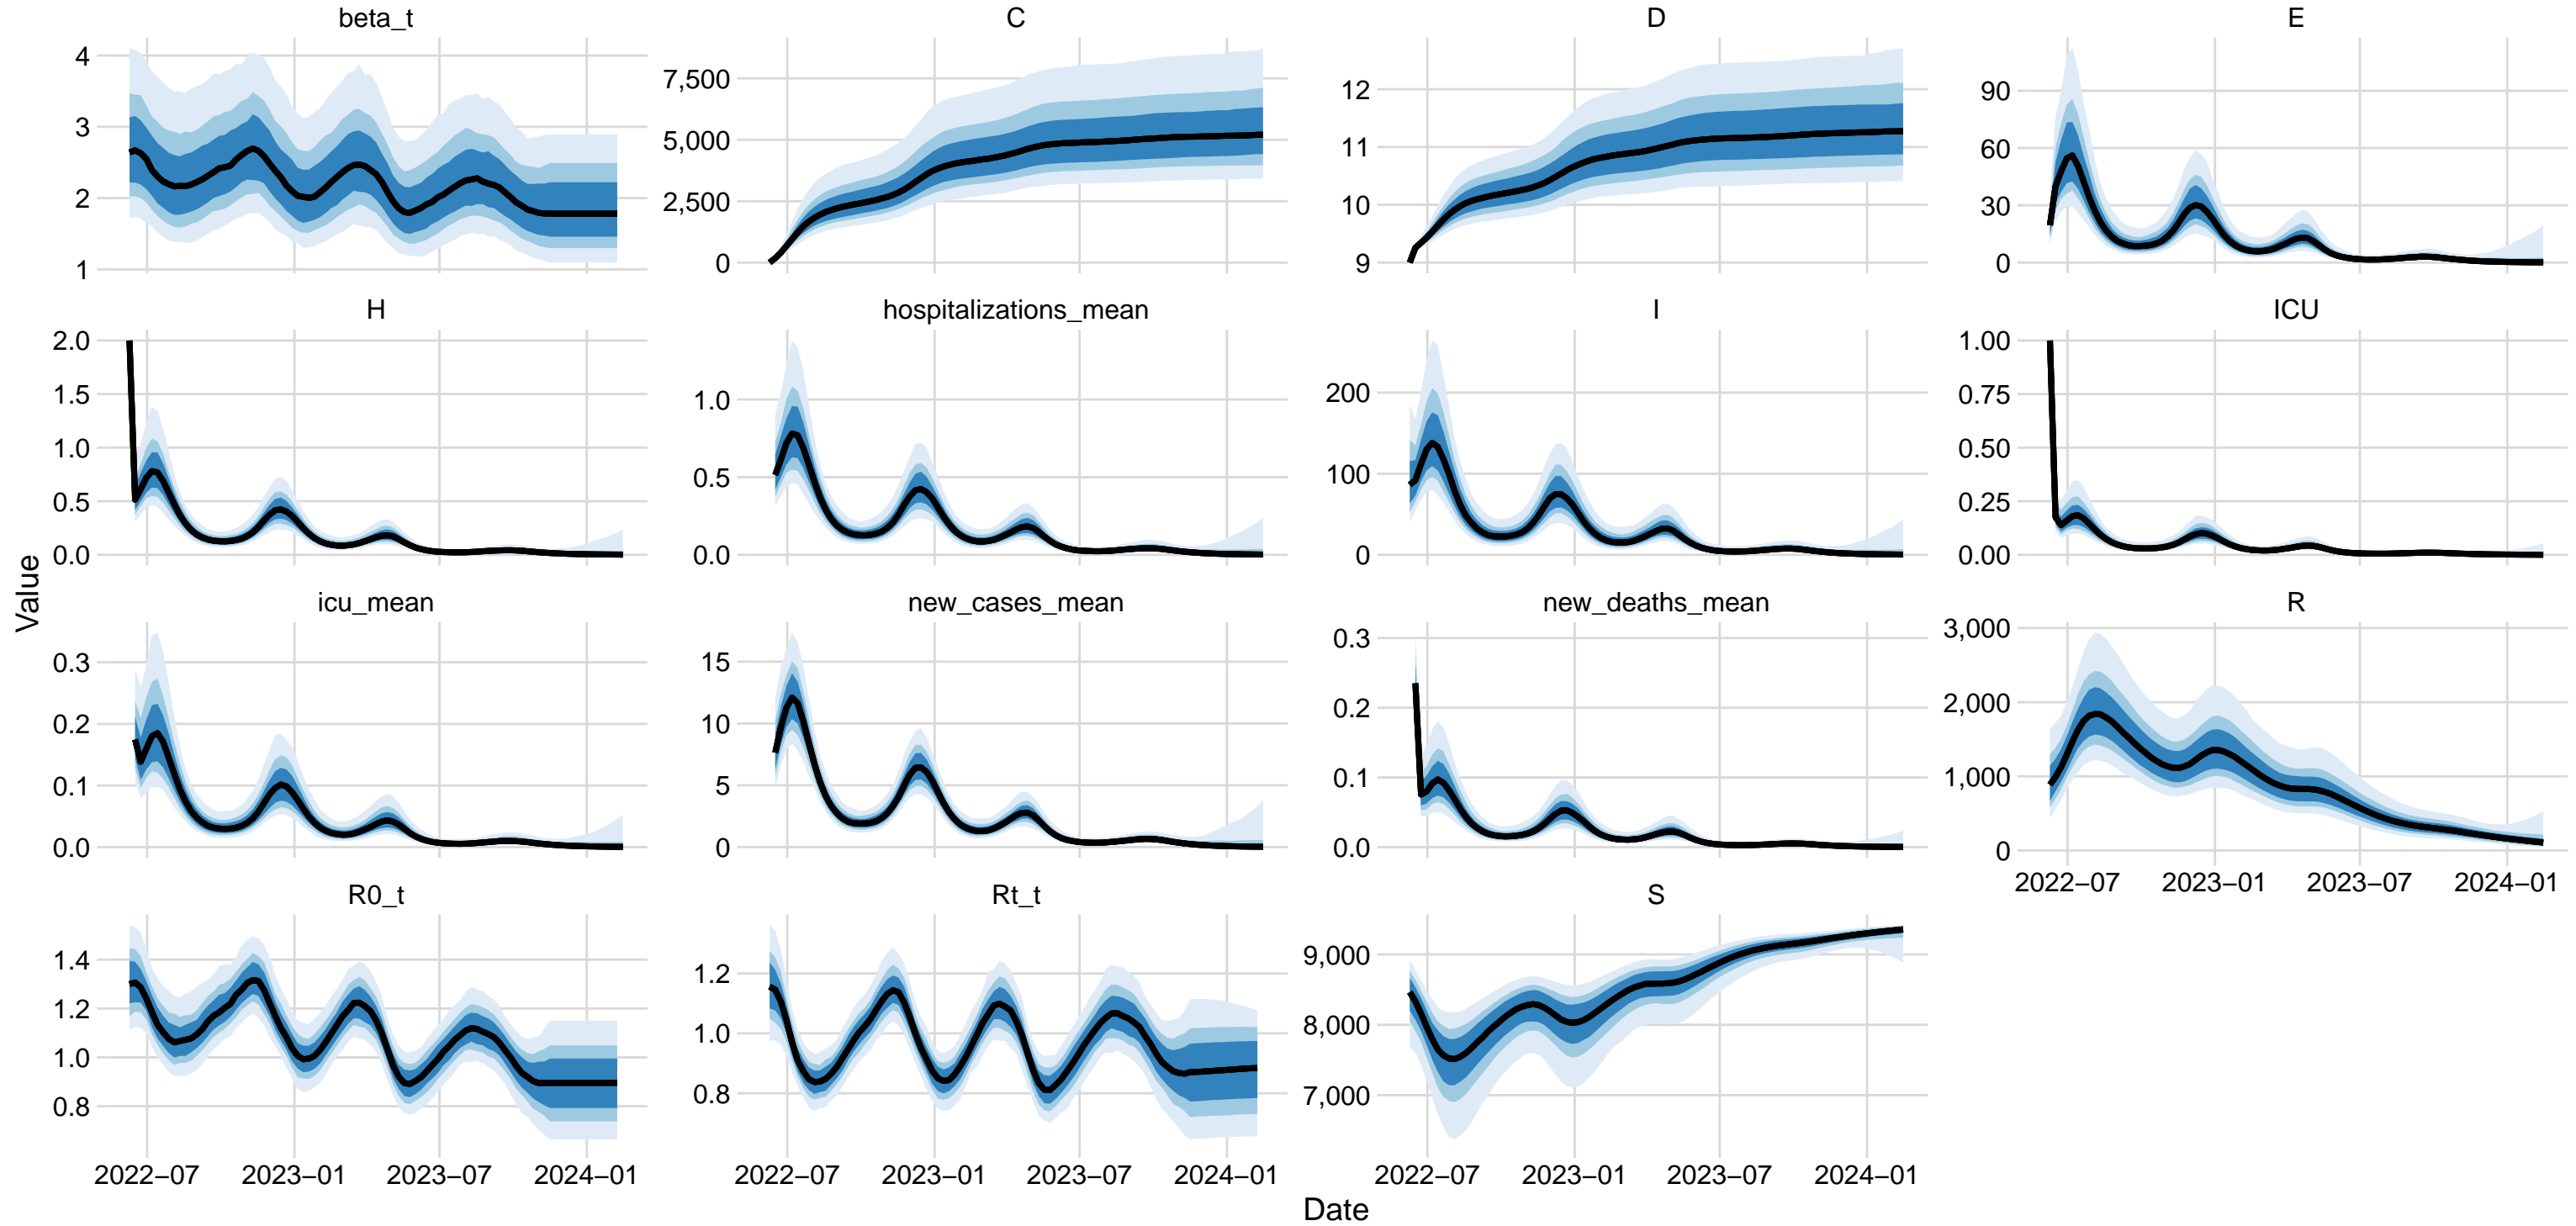 beta_t
C
D
E
4
3
2
1
7,500
5,000
2,500
0
12
11
10
9
90
60
30
0
H
hospitalizations_mean
I
ICU
2.0
1.5
1.0
0.5
0.0
1.0
0.5
0.0
200
100
0
1.00
0.75
0.50
0.25
0.00
Value
icu_mean
new_cases_mean
new_deaths_mean
R
0.3
0.2
0.1
0.0
15
10
5
0
0.3
0.2
0.1
0.0
3,000
2,000
1,000
0
2022−07 2023−01 2023−07 2024−01
R0_t
Rt_t
S
1.4
1.2
1.0
0.8
1.2
1.0
0.8
9,000
8,000
7,000
2022−07 2023−01 2023−07 2024−01
2022−07 2023−01 2023−07 2024−01
2022−07 2023−01 2023−07 2024−01
Date